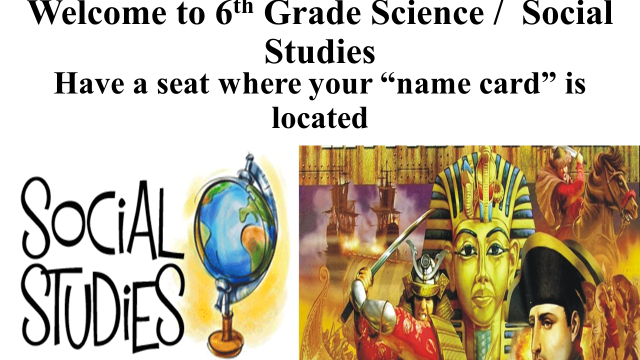 Welcome to 6th Grade Science / Social
Studies
Have a seat where your “name card” is
located
SOCiAL
STUDiES